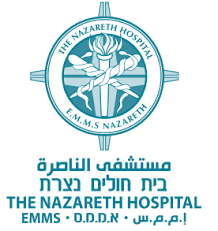 THE NAZARETH HOSPITAL
E.M.M.S NAZARETH
مستشفى الناصرة
בית חולים נצרת
THE NAZARETH HOSPITAL
EMMS · א.מ.מ.ס · إ.م.م.س.